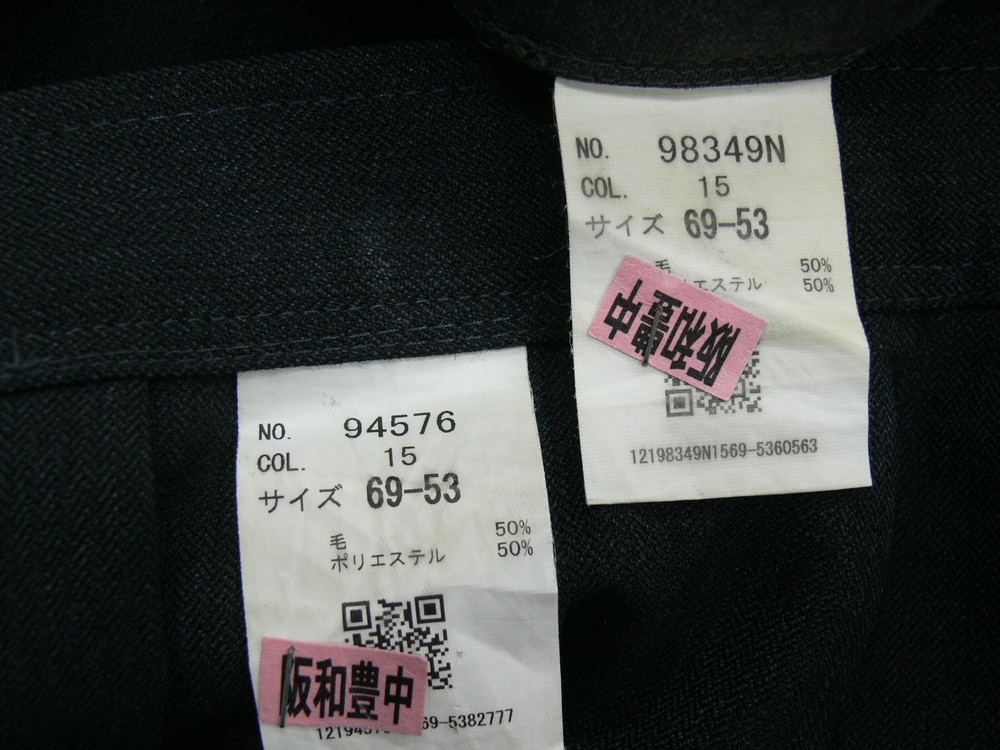 NO. 98349N
COL. 15
サイズ 69-53
毛 50%
エステル 50%
阪和豊中
12198349N1569-5360563
NO. 94576
COL. 15
サイズ 69-53
毛 50%
ポリエステル 50%
阪和豊中
69-5382777